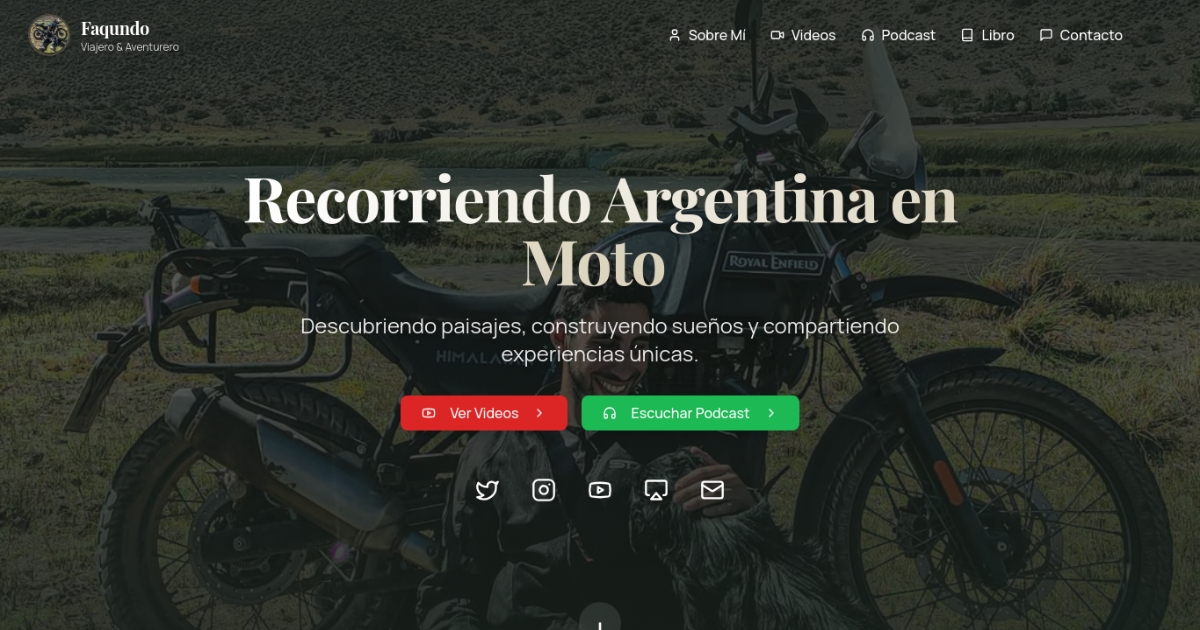 Faqundo
Viajero & Aventurero
Sobre Mí
Videos
Podcast
Libro
Contacto
Recorriendo Argentina en
Moto
ROYAL ENFIELD
Descubriendo paisajes, construyendo sueños y compartiendo
experiencias únicas.
Ver Videos
Escuchar Podcast